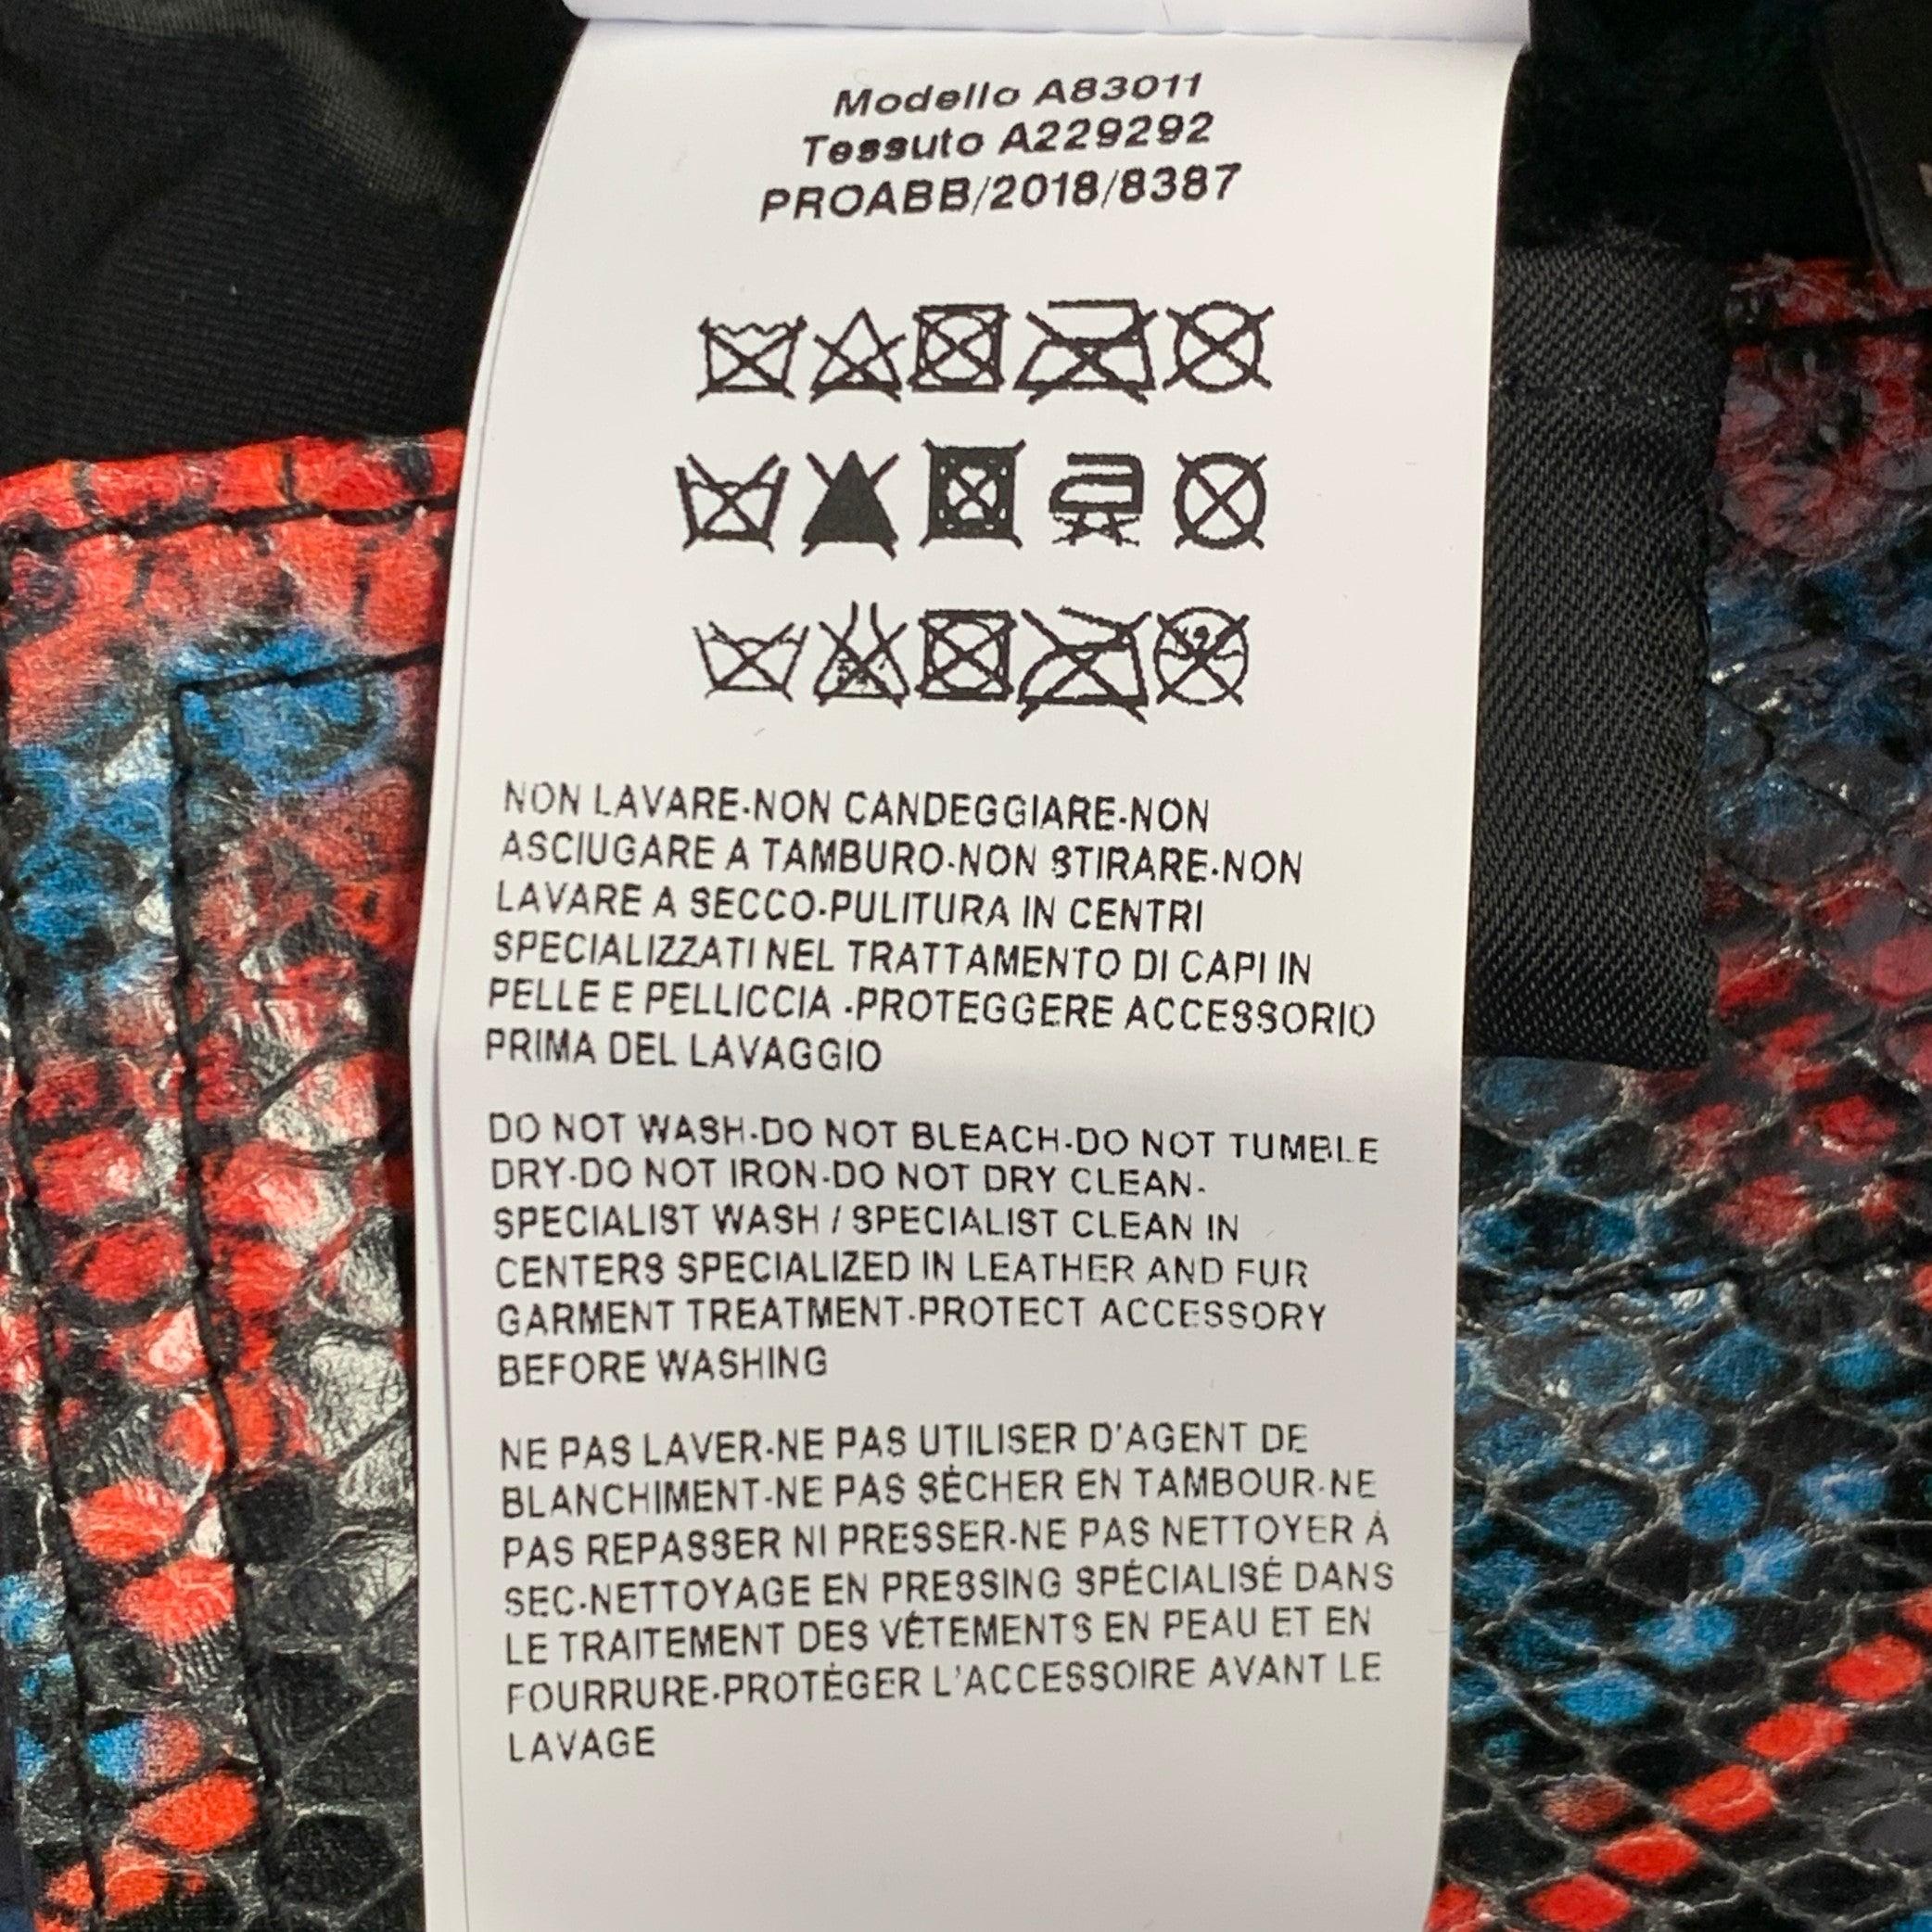 Modello A83011
Tessuto A229292
PROABB/2018/8387
NON LAVARE-NON CANDEGGIARE-NON
ASCIUGARE A TAMBURO-NON STIRARE-NON
LAVARE A SECCO-PULITURA IN CENTRI
SPECIALIZZATI NEL TRATTAMENTO DI CAPI IN
PELLE E PELLICCIA -PROTEGGERE ACCESSORIO
PRIMA DEL LAVAGGIO
DO NOT WASH-DO NOT BLEACH-DO NOT TUMBLE
DRY-DO NOT IRON-DO NOT DRY CLEAN-
SPECIALIST WASH / SPECIALIST CLEAN IN
CENTERS SPECIALIZED IN LEATHER AND FUR
GARMENT TREATMENT-PROTECT ACCESSORY
BEFORE WASHING
NE PAS LAVER-NE PAS UTILISER D'AGENT DE
BLANCHIMENT-NE PAS SÉCHER EN TAMBOUR-NE
PAS REPASSER NI PRESSER-NE PAS NETTOYER À
SEC-NETTOYAGE EN PRESSING SPÉCIALISÉ DANS
LE TRAITEMENT DES VÊTEMENTS EN PEAU ET EN
FOURRURE-PROTÉGER L'ACCESSOIRE AVANT LE
LAVAGE